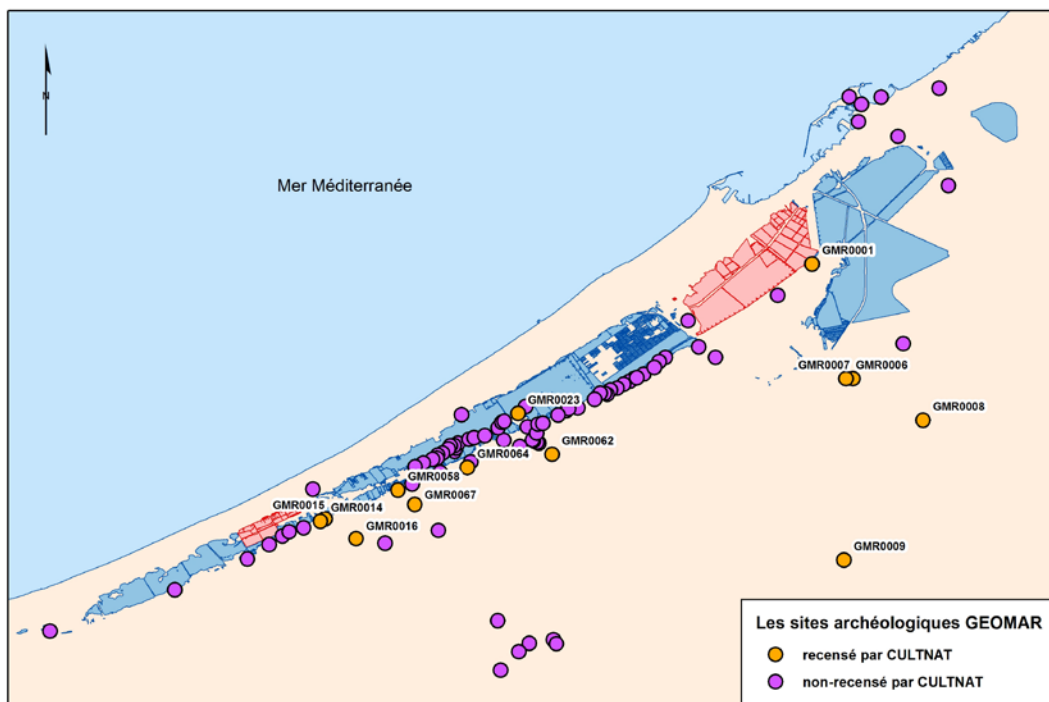 N
Mer Méditerranée
GMR0001
GMR0007
GMR0006
GMR0008
GMR0023
GMR0062
GMR0064
GMR0058
GMR0067
GMR0015
GMR0014
GMR0016
GMR0009
Les sites archéologiques GEOMAR
recensé par CULTNAT
non-recensé par CULTNAT